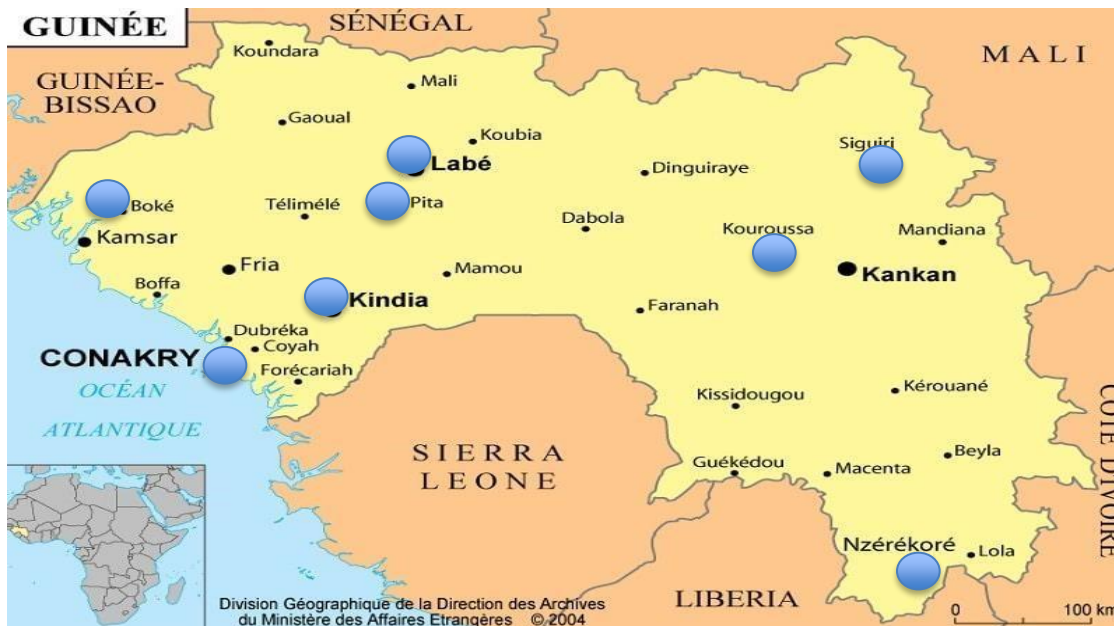 GUINÉE
SÉNÉGAL
MALI
GUINÉE-
BISSAO
Koundara
Mali
Gaoual
Koubia
Labé
Siguiri
Dinguiraye
Boké
Télimélé
Pita
Dabola
Kouroussa
Mandiana
Kamsar
Fria
Mamou
Kankan
Boffa
Kindia
Faranah
Dubréka
Coyah
CONAKRY
Forécariah
OCÉAN
ATLANTIQUE
Kissidougou
Kérouané
SIERRA
LEONE
Guékédou
Macenta
Beyla
CÔTE D'IVOIRE
Nzérékoré
Lola
LIBERIA
Division Géographique de la Direction des Archives
du Ministère des Affaires Etrangères © 2004
0 100 km